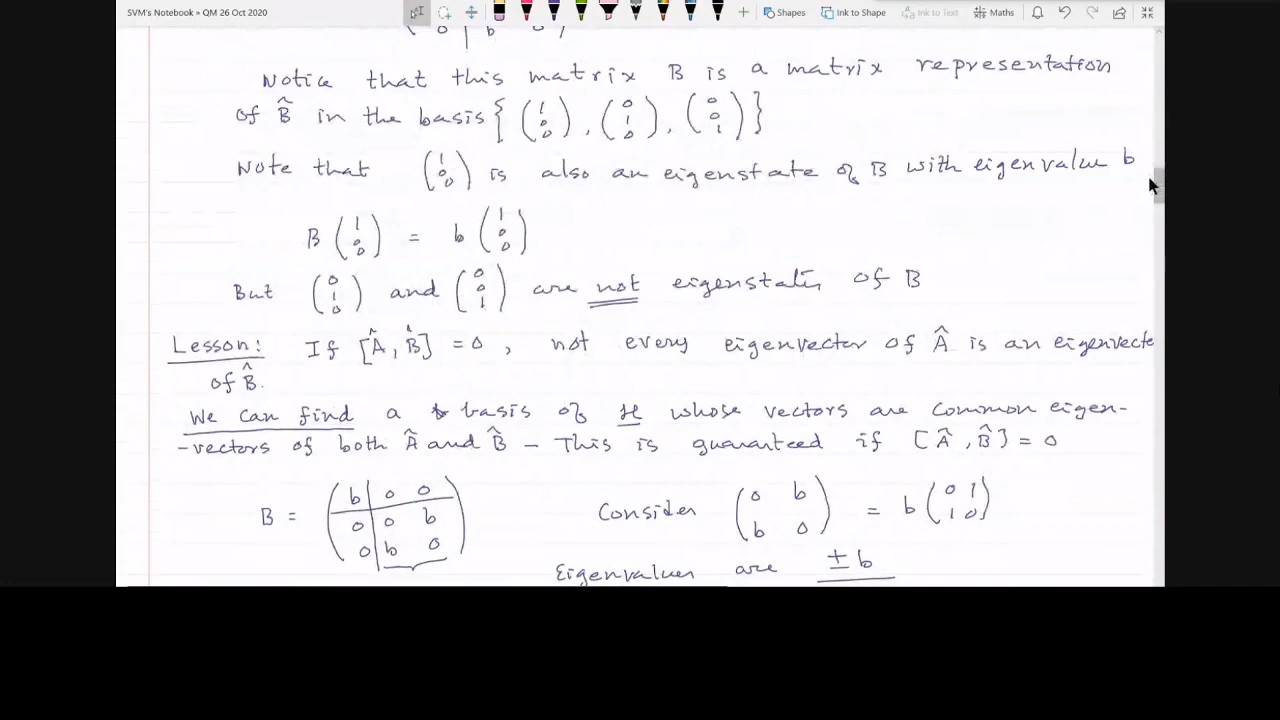 SVM's Notebook » QM 26 Oct 2020
Shapes Ink to Shape Ink to Text Maths
0 b 0
Notice that this matrix B is a matrix representation
of B̂ in the basis { (1 0 0), (0 1 0), (0 0 1) }
Note that (1 0 0) is also an eigenstate of B with eigenvalue b
B (1 0 0) = b (1 0 0)
But (0 1 0) and (0 0 1) are not eigenstates of B
Lesson: If [Â, B̂] = 0, not every eigenvector of Â is an eigenvecto
of B̂.
We can find a basis of H whose vectors are common eigen-
-vectors of both Â and B̂ - This is guaranteed if [Â, B̂] = 0
B = (b 0 0 / 0 0 b / 0 b 0) Consider (0 b / b 0) = b (0 1 / 1 0)
Eigenvalues are ± b